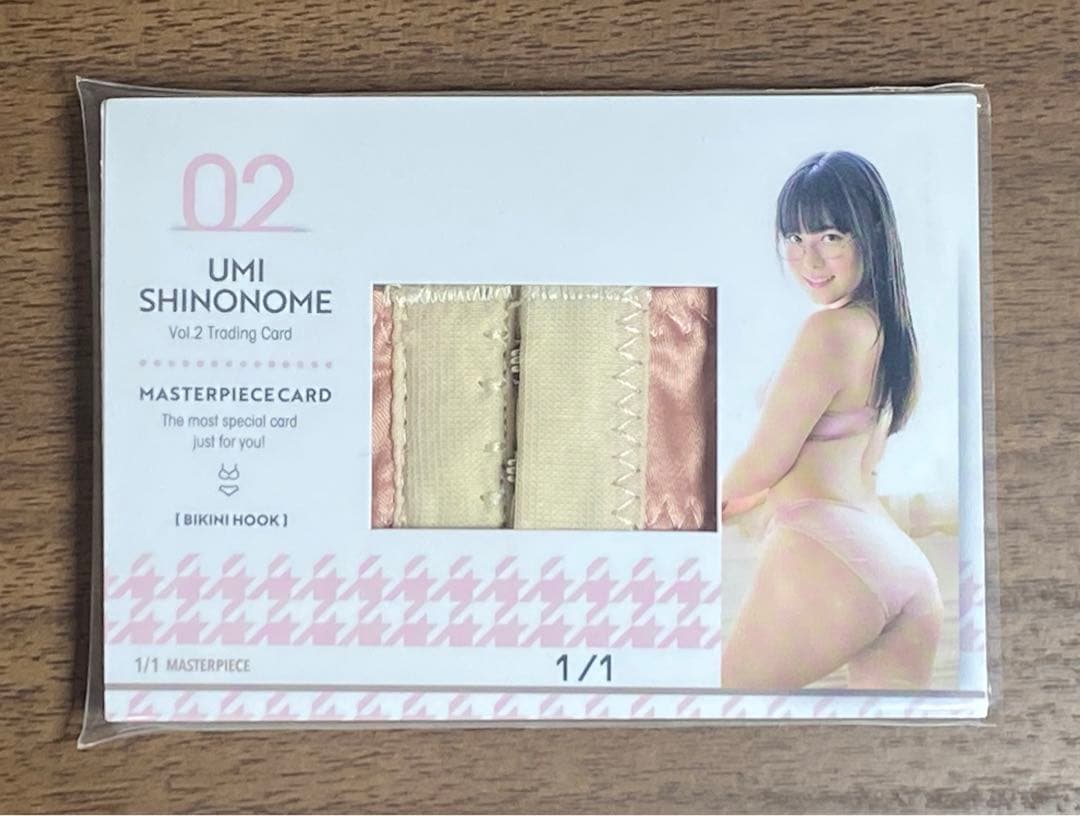 02
UMI
SHINONOME
Vol.2 Trading Card
MASTERPIECE CARD
The most special card
just for you!
[ BIKINI HOOK ]
1/1 MASTERPIECE
1/1